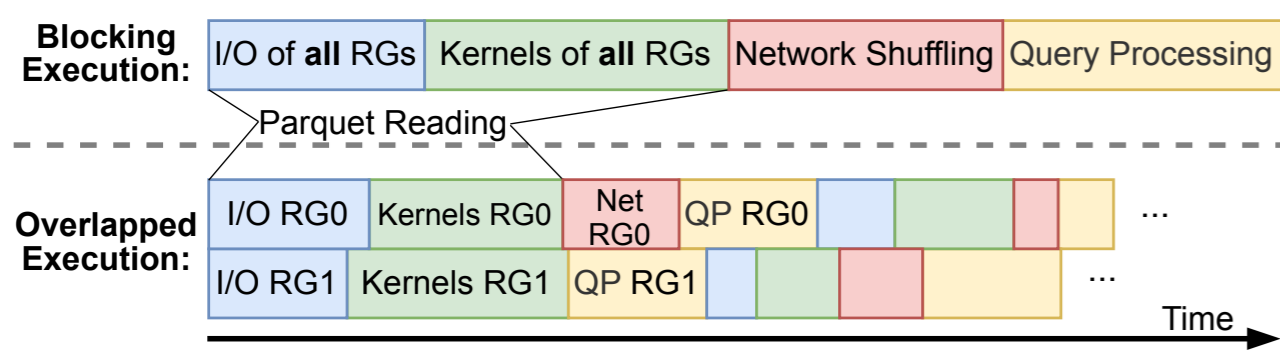 Blocking
Execution:
I/O of all RGs
Kernels of all RGs
Network Shuffling
Query Processing
Parquet Reading
Overlapped
Execution:
I/O RG0
Kernels RG0
Net
RG0
QP RG0
...
I/O RG1
Kernels RG1
QP RG1
...
Time